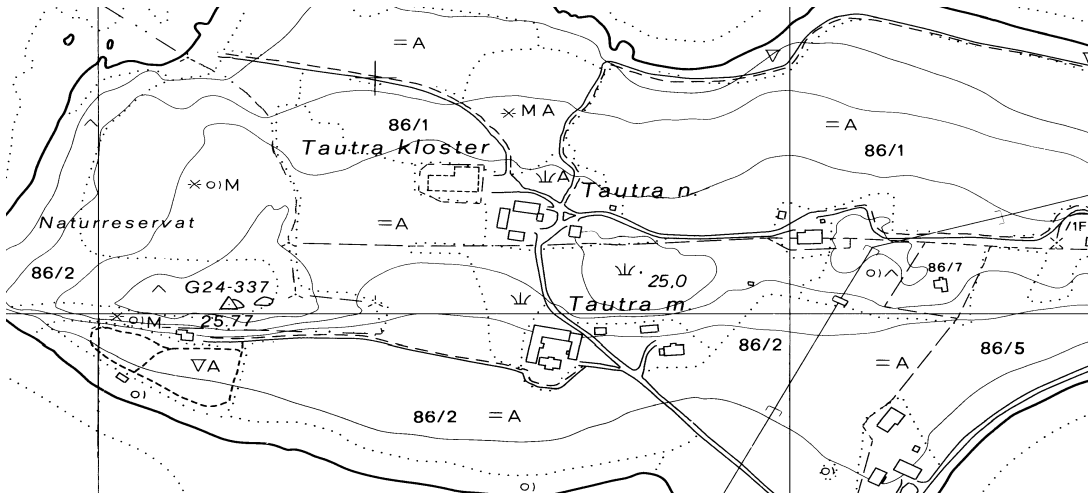 = A
M A
86/1
Tautra kloster
= A
86/1
A
Tautra n.
o) M
Naturreservat
= A
/1F
86/2
G24-337
25,0
o)
86/7
Tautra m
o) M
25.77
86/2
= A
86/5
A
86/2
= A
o)
o)
o)